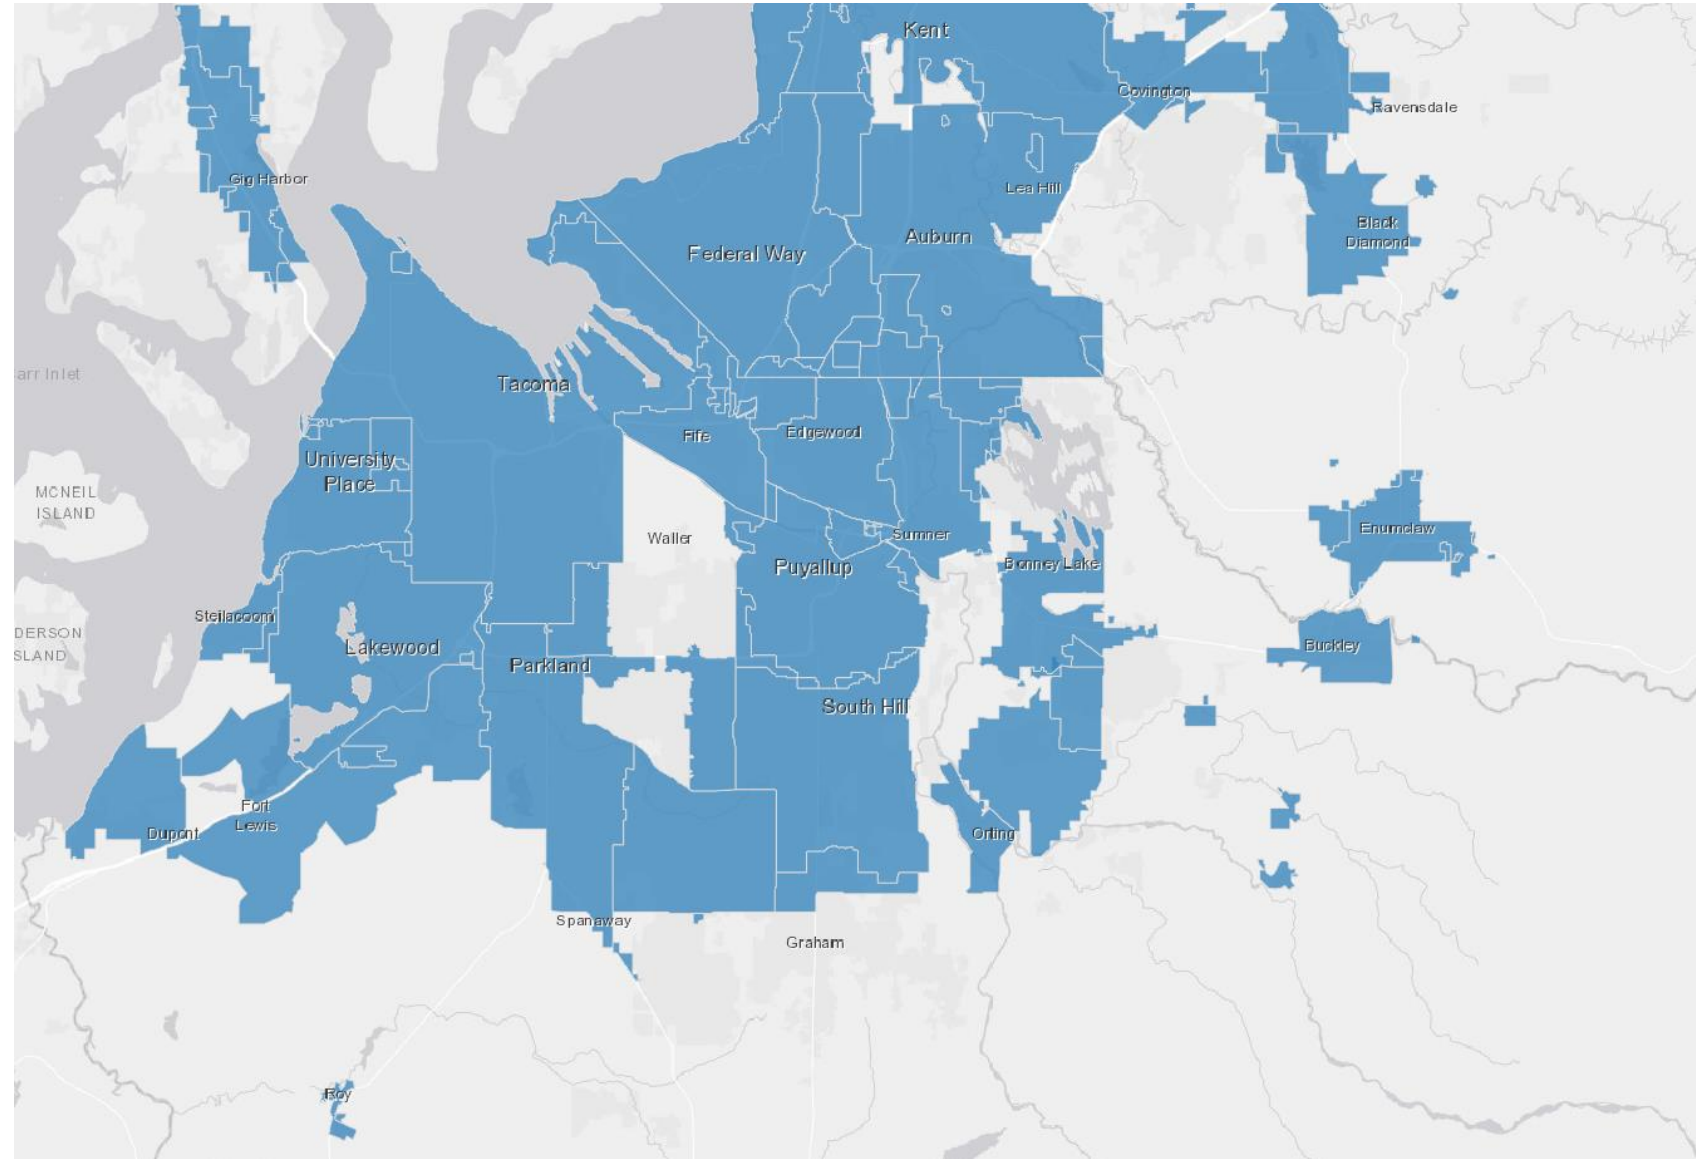 Kent
Covington
Ravensdale
Gig Harbor
Lea Hill
Black
Diamond
Auburn
Federal Way
arr Inlet
Tacoma
Fife
Edgewood
University
Place
MCNEIL
ISLAND
Waller
Sumner
Enumclaw
Puyallup
Bonney Lake
Steilacoom
DERSON
SLAND
Lakewood
Parkland
Buckley
South Hill
Fort
Lewis
Dupont
Orting
Spanaway
Graham
Roy